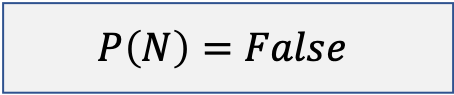 P(N) = False